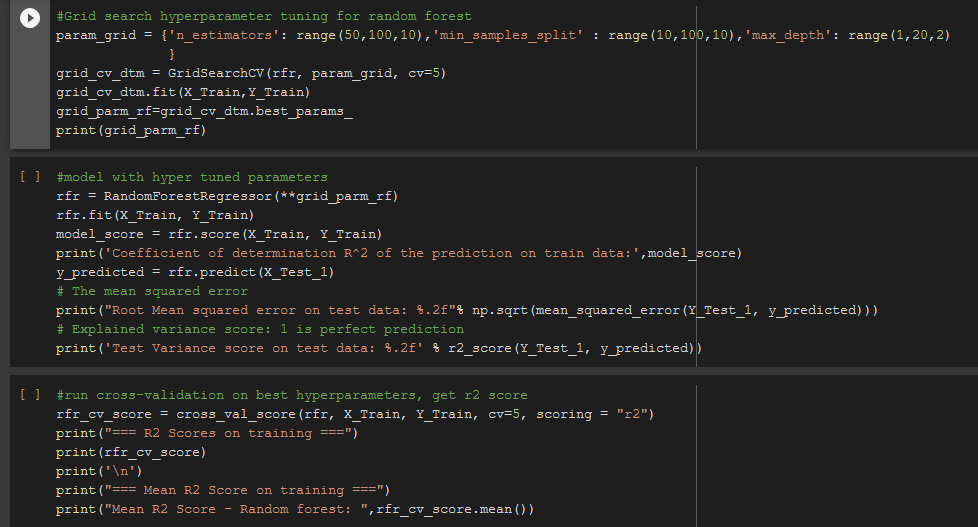 #Grid search hyperparameter tuning for random forest
param_grid = {'n_estimators': range(50,100,10),'min_samples_split' : range(10,100,10),'max_depth': range(1,20,2)
}
grid_cv_dtm = GridSearchCV(rfr, param_grid, cv=5)
grid_cv_dtm.fit(X_Train,Y_Train)
grid_parm_rf=grid_cv_dtm.best_params_
print(grid_parm_rf)
[ ] #model with hyper tuned parameters
rfr = RandomForestRegressor(**grid_parm_rf)
rfr.fit(X_Train, Y_Train)
model_score = rfr.score(X_Train, Y_Train)
print('Coefficient of determination R^2 of the prediction on train data:',model_score)
y_predicted = rfr.predict(X_Test_1)
# The mean squared error
print("Root Mean squared error on test data: %.2f"% np.sqrt(mean_squared_error(Y_Test_1, y_predicted)))
# Explained variance score: 1 is perfect prediction
print('Test Variance score on test data: %.2f' % r2_score(Y_Test_1, y_predicted))
[ ] #run cross-validation on best hyperparameters, get r2 score
rfr_cv_score = cross_val_score(rfr, X_Train, Y_Train, cv=5, scoring = "r2")
print("=== R2 Scores on training ===")
print(rfr_cv_score)
print('\n')
print("=== Mean R2 Score on training ===")
print("Mean R2 Score - Random forest: ",rfr_cv_score.mean())